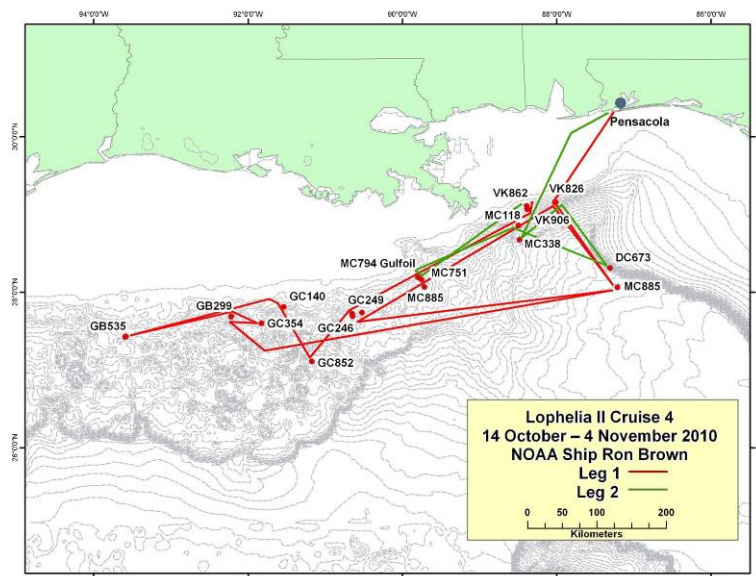 94°0'0"W 92°0'0"W 90°0'0"W 88°0'0"W 86°0'0"W
Pensacola
30°0'0"N
VK862
VK826
MC118
VK906
MC338
MC794 Gulfoil
DC673
MC751
MC885
MC885
28°0'0"N
GC140
GB299
GC249
GC354
GC246
GB535
GC852
26°0'0"N
Lophelia II Cruise 4
14 October – 4 November 2010
NOAA Ship Ron Brown
Leg 1
Leg 2
0 50 100 150 200
Kilometers